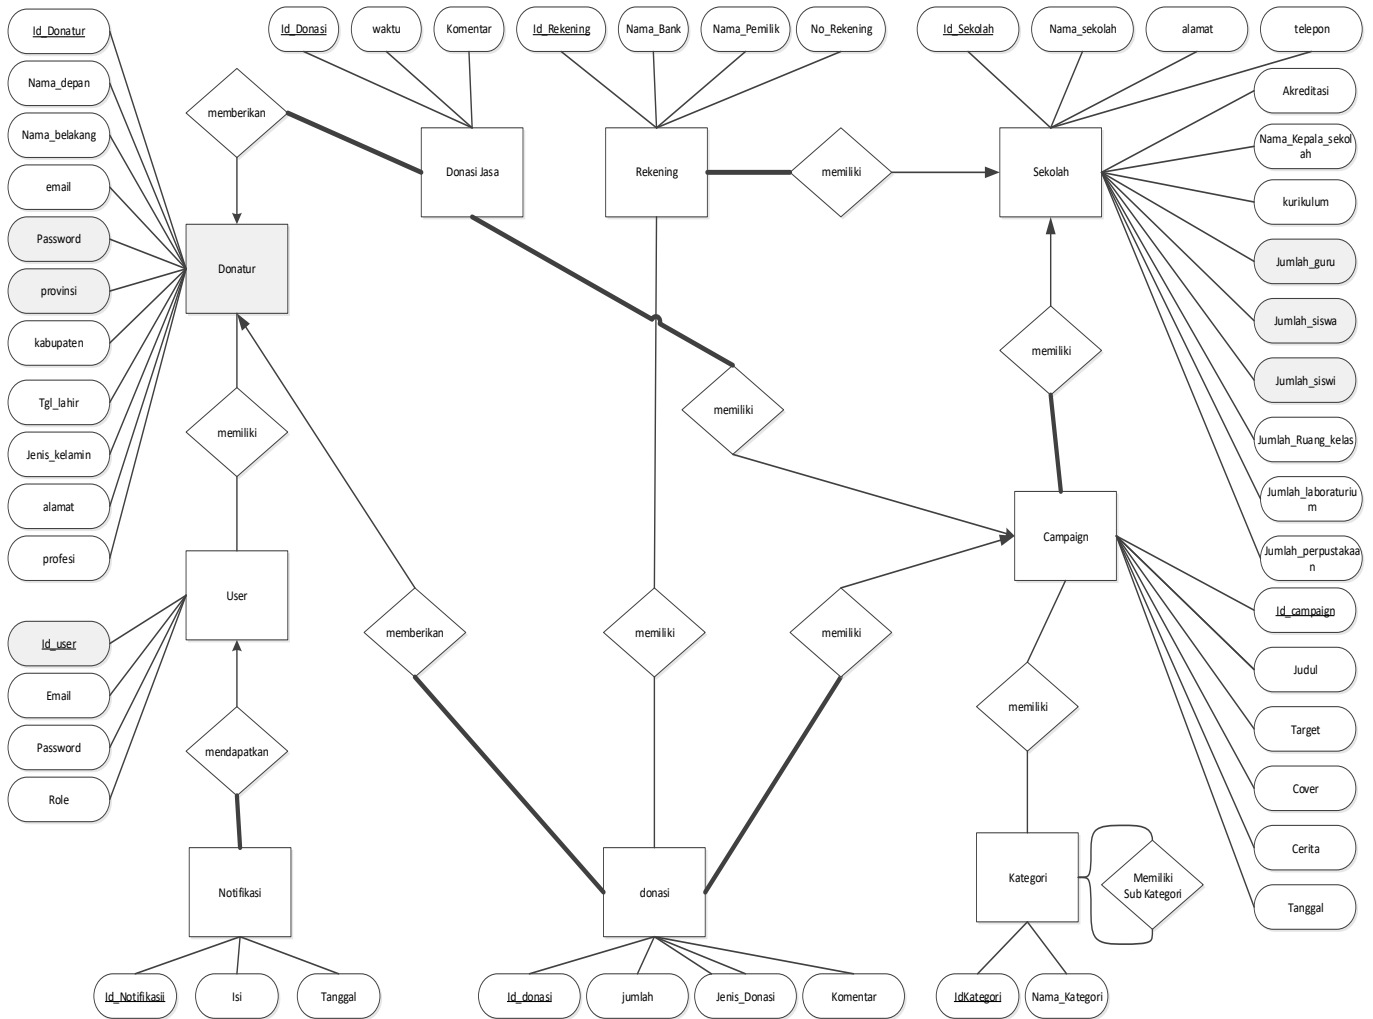 Id_Donatur
Nama_depan
Nama_belakang
email
Password
provinsi
kabupaten
Tgl_lahir
Jenis_kelamin
alamat
profesi
Id_user
Email
Password
Role
Id_Donasi
waktu
Komentar
Id_Rekening
Nama_Bank
Nama_Pemilik
No_Rekening
Id_Sekolah
Nama_sekolah
alamat
telepon
memberikan
Donasi Jasa
Rekening
memiliki
Sekolah
Akreditasi
Nama_Kepala_sekol
ah
kurikulum
Jumlah_guru
Jumlah_siswa
Jumlah_siswi
Jumlah_Ruang_kelas
Jumlah_laboraturiu
m
Jumlah_perpustakaa
n
Donatur
memiliki
memiliki
memiliki
User
memberikan
memiliki
memiliki
Campaign
Id_campaign
Judul
Target
Cover
Cerita
Tanggal
mendapatkan
memiliki
Notifikasi
donasi
Kategori
Memiliki
Sub Kategori
Id_Notifikasii
Isi
Tanggal
Id_donasi
jumlah
Jenis_Donasi
Komentar
IdKategori
Nama_Kategori